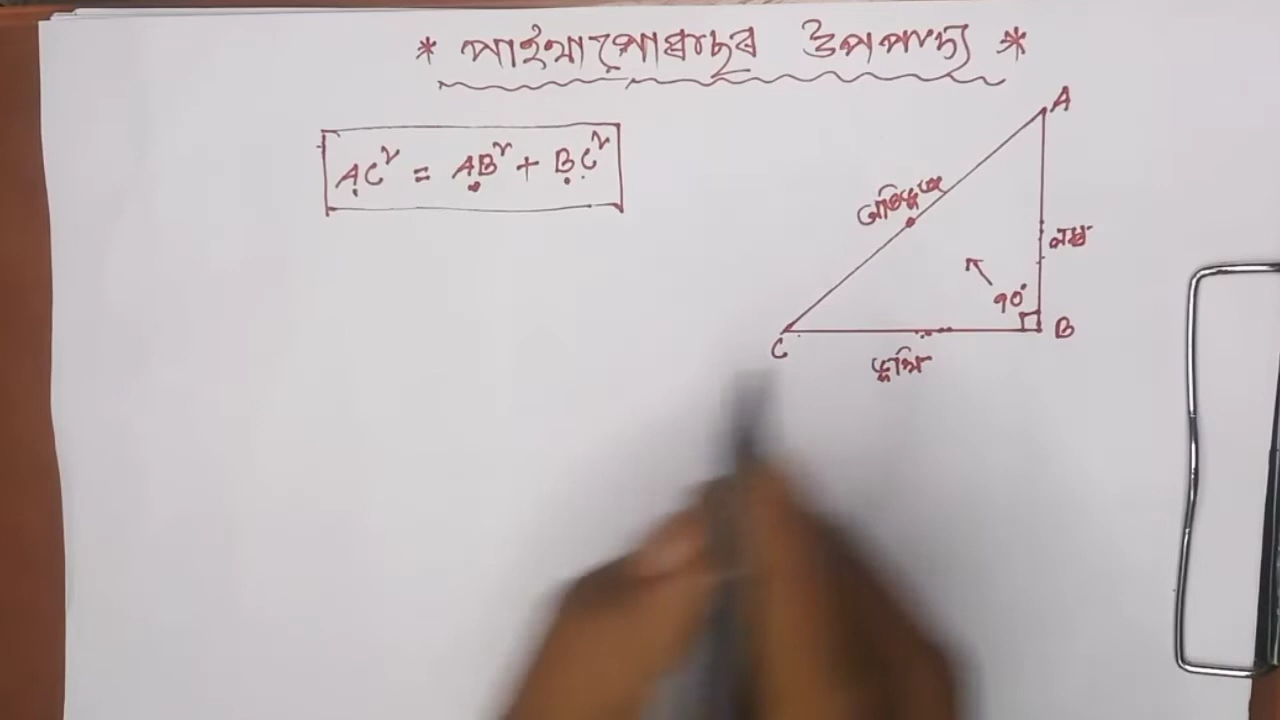 * পাইথাগোৰাছৰ উপপাদ্য *
AC² = AB² + BC²
A
অতিভুজ
লম্ব
90°
B
C
ভূমি